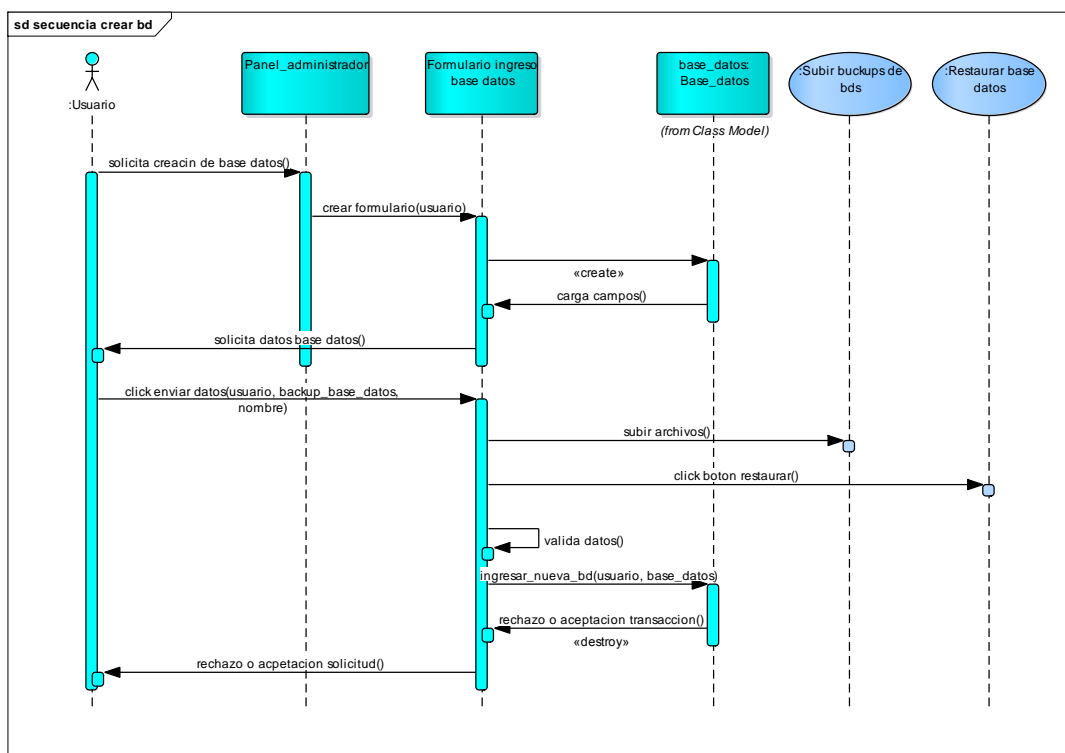 sd secuencia crear bd
:Usuario
Panel_administrador
Formulario ingreso
base datos
base_datos:
Base_datos
(from Class Model)
:Subir buckups de
bds
:Restaurar base
datos
solicita creacin de base datos()
crear formulario(usuario)
«create»
carga campos()
solicita datos base datos()
click enviar datos(usuario, backup_base_datos,
nombre)
subir archivos()
click boton restaurar()
valida datos()
ingresar_nueva_bd(usuario, base_datos)
rechazo o aceptacion transaccion()
«destroy»
rechazo o acpetacion solicitud()